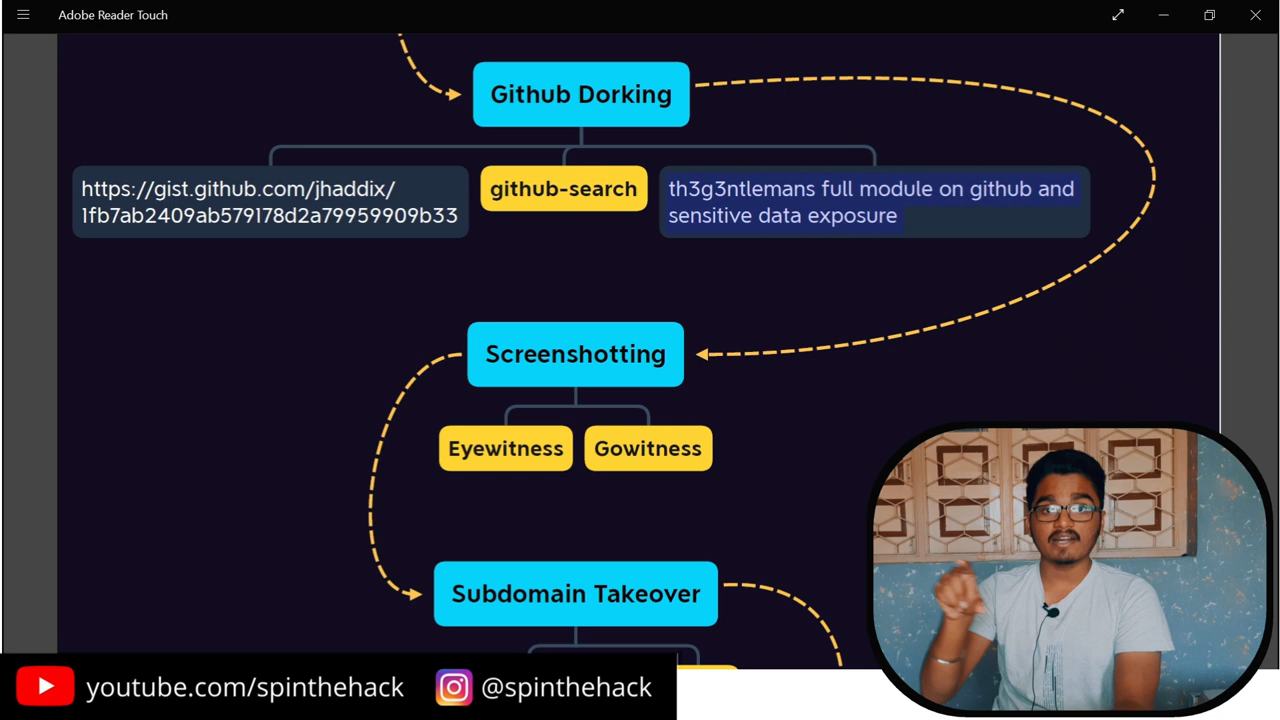 Adobe Reader Touch
Github Dorking
https://gist.github.com/jhaddix/
1fb7ab2409ab579178d2a79959909b33
github-search
th3g3ntlemans full module on github and
sensitive data exposure
Screenshotting
Eyewitness
Gowitness
Subdomain Takeover
youtube.com/spinthehack
@spinthehack